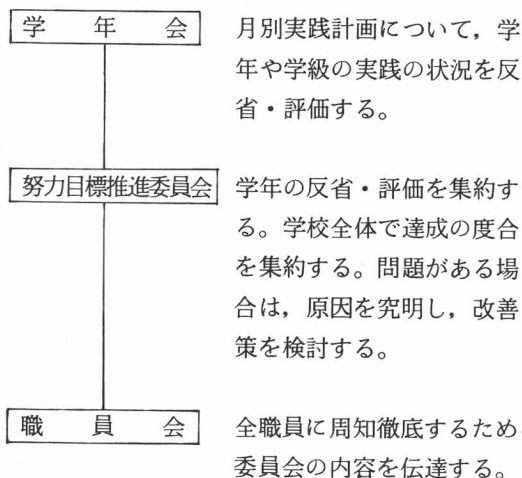 学年会
月別実践計画について，学
年や学級の実践の状況を反
省・評価する。
努力目標推進委員会
学年の反省・評価を集約す
る。学校全体で達成の度合
を集約する。問題がある場
合は，原因を究明し，改善
策を検討する。
職員会
全職員に周知徹底するため
委員会の内容を伝達する。